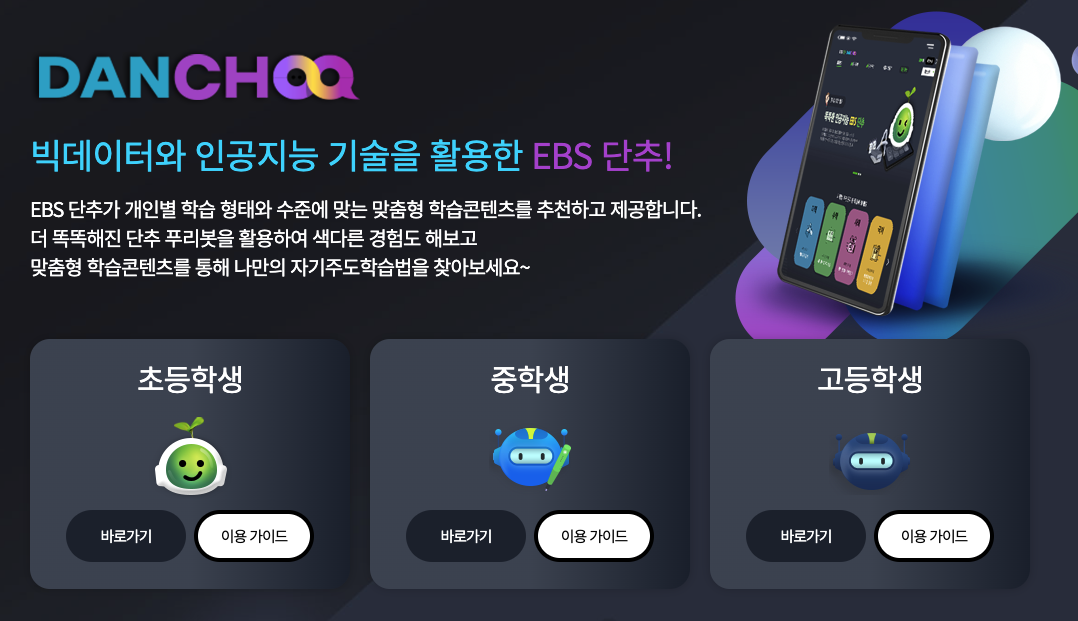 DANCHOO
빅데이터와 인공지능 기술을 활용한 EBS 단추!
EBS 단추가 개인별 학습 형태와 수준에 맞는 맞춤형 학습콘텐츠를 추천하고 제공합니다.
더 똑똑해진 단추 푸리봇을 활용하여 색다른 경험도 해보고
맞춤형 학습콘텐츠를 통해 나만의 자기주도학습법을 찾아보세요~
초등학생
중학생
고등학생
바로가기
이용 가이드
바로가기
이용 가이드
바로가기
이용 가이드